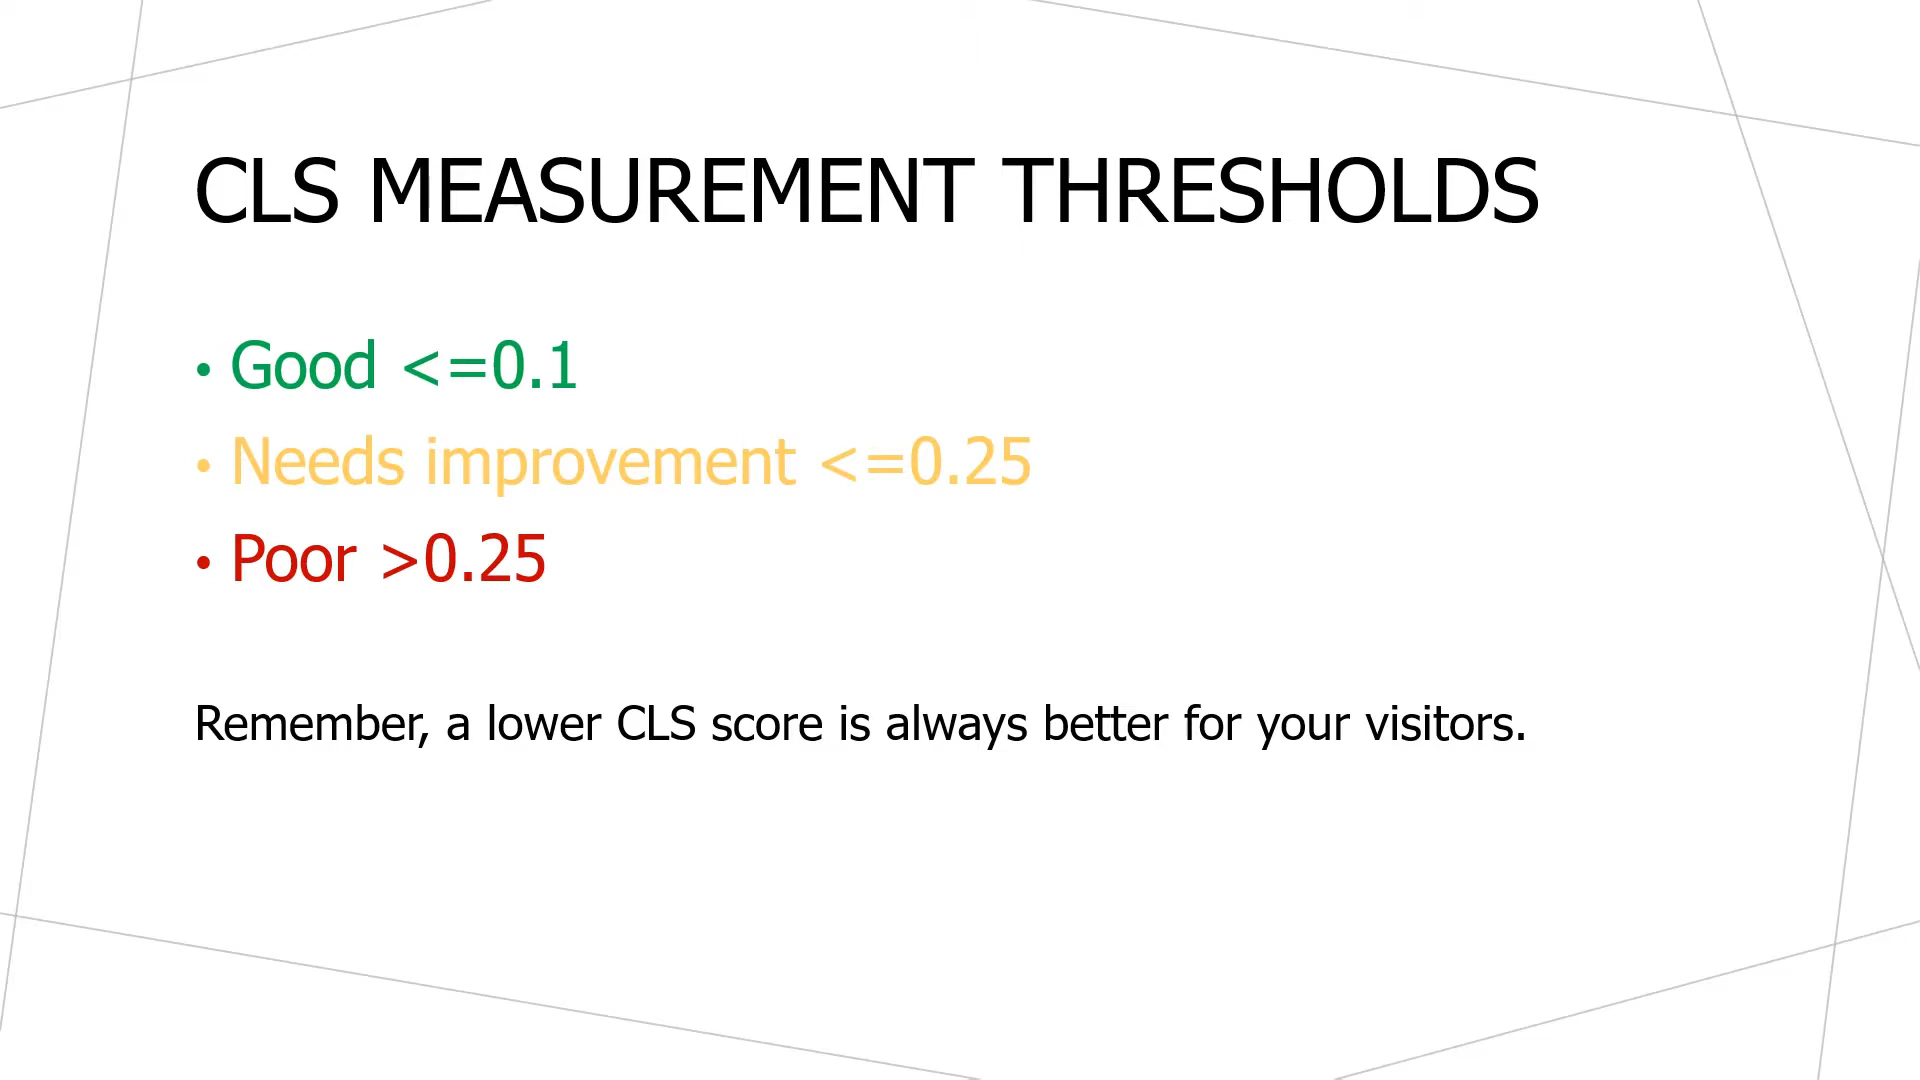 CLS MEASUREMENT THRESHOLDS
• Good <=0.1
• Needs improvement <=0.25
• Poor >0.25
Remember, a lower CLS score is always better for your visitors.